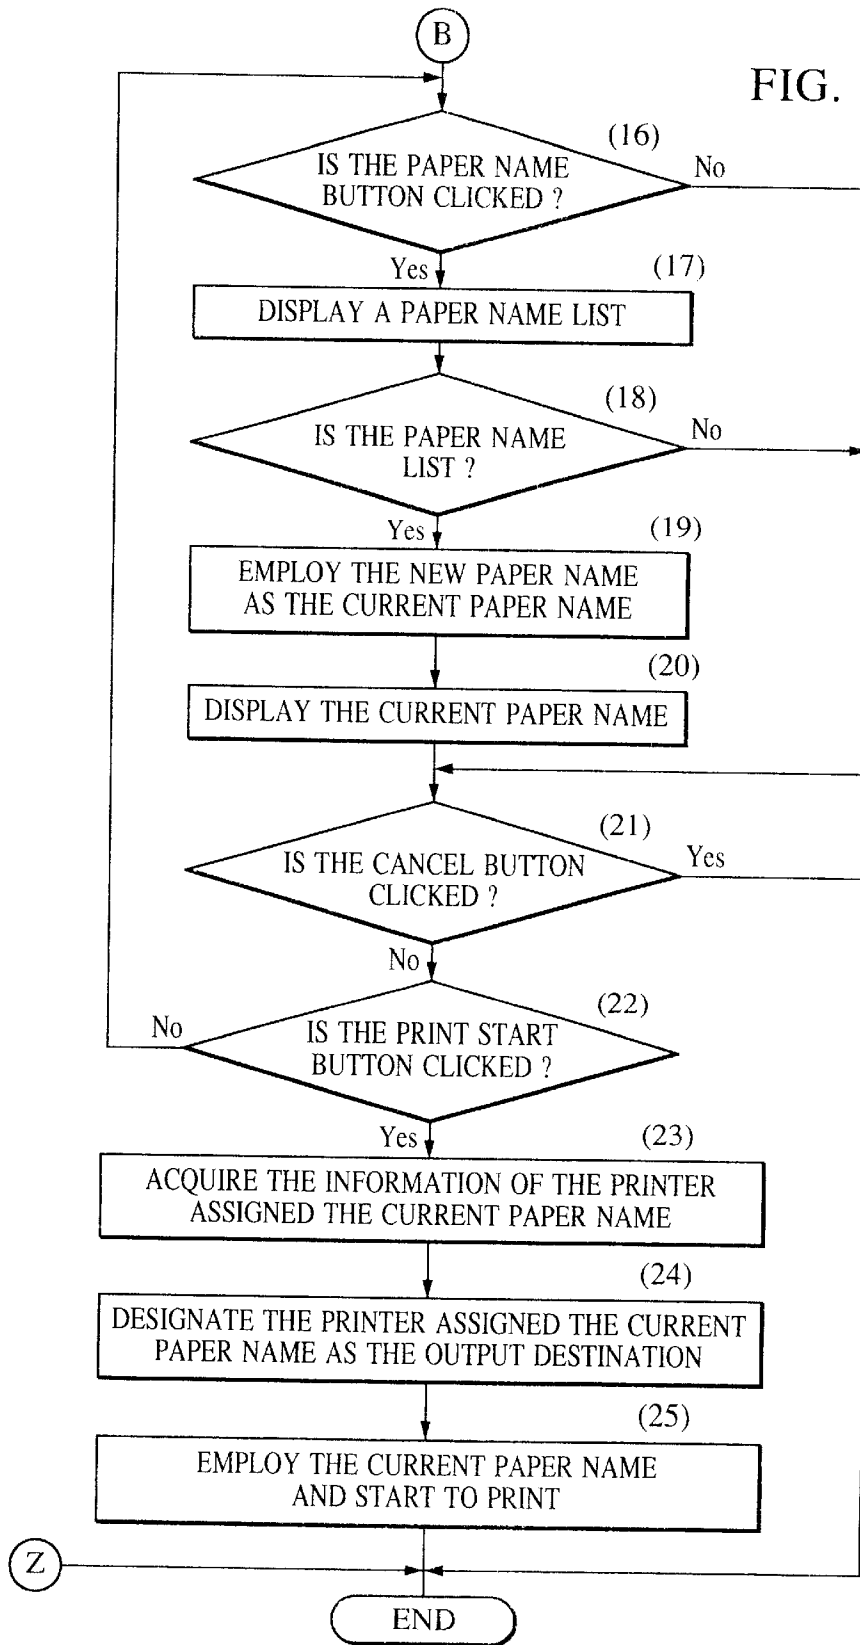 B
FIG.
(16)
IS THE PAPER NAME
BUTTON CLICKED ?
No
Yes
(17)
DISPLAY A PAPER NAME LIST
(18)
IS THE PAPER NAME
LIST ?
No
Yes
(19)
EMPLOY THE NEW PAPER NAME
AS THE CURRENT PAPER NAME
(20)
DISPLAY THE CURRENT PAPER NAME
(21)
IS THE CANCEL BUTTON
CLICKED ?
Yes
No
(22)
No
IS THE PRINT START
BUTTON CLICKED ?
Yes
(23)
ACQUIRE THE INFORMATION OF THE PRINTER
ASSIGNED THE CURRENT PAPER NAME
(24)
DESIGNATE THE PRINTER ASSIGNED THE CURRENT
PAPER NAME AS THE OUTPUT DESTINATION
(25)
EMPLOY THE CURRENT PAPER NAME
AND START TO PRINT
Z
END